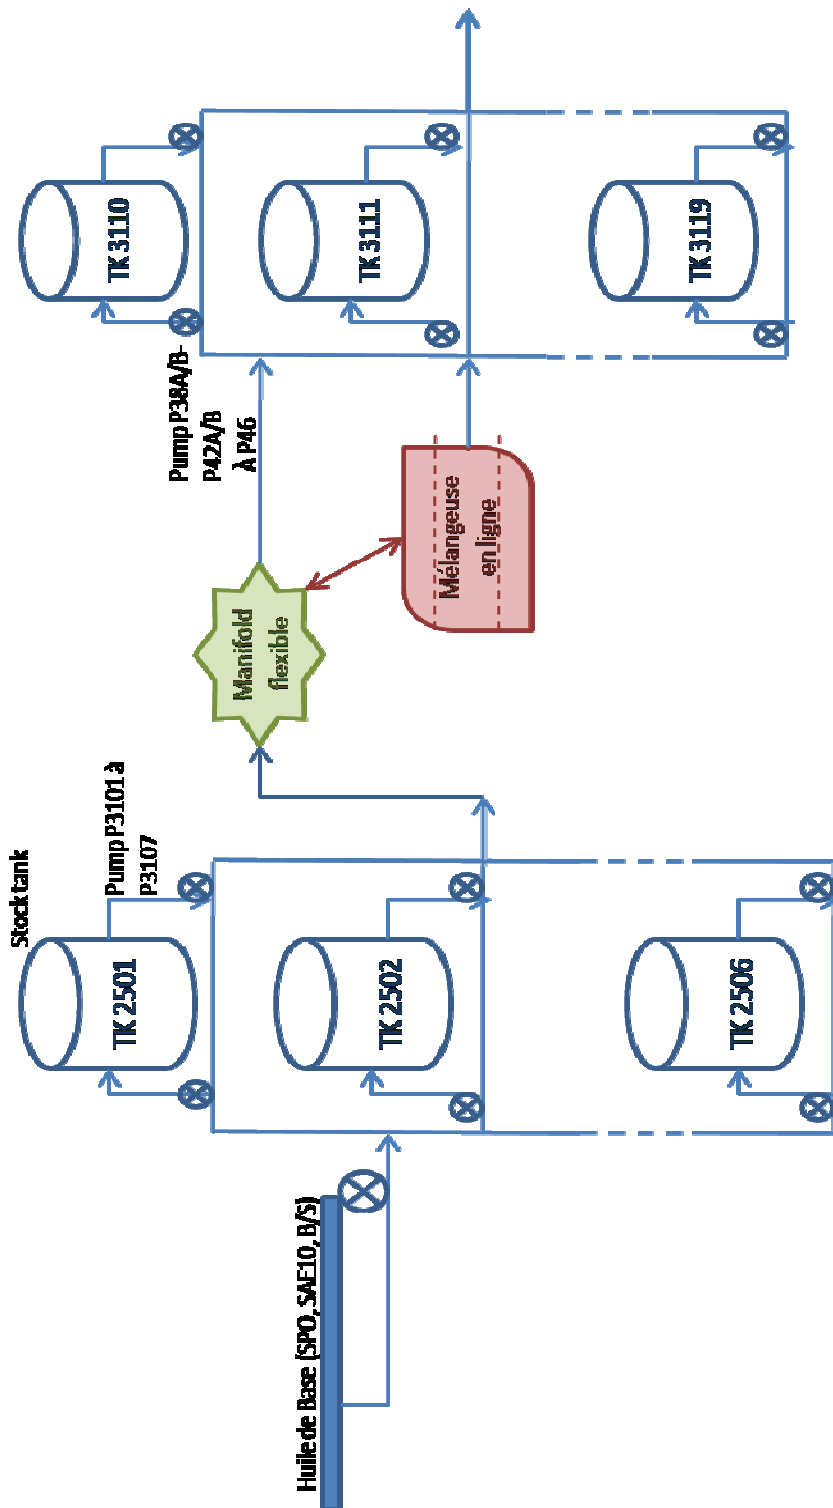 Huile de Base (SPO, SAE10, B/S)
Stock tank
TK 2501
Pump P3101 à
P3107
TK 2502
TK 2506
Manifold
flexible
Mélangeuse
en ligne
Pump P38A/B-
P42A/B
À P46
TK 3110
TK 3111
TK 3119